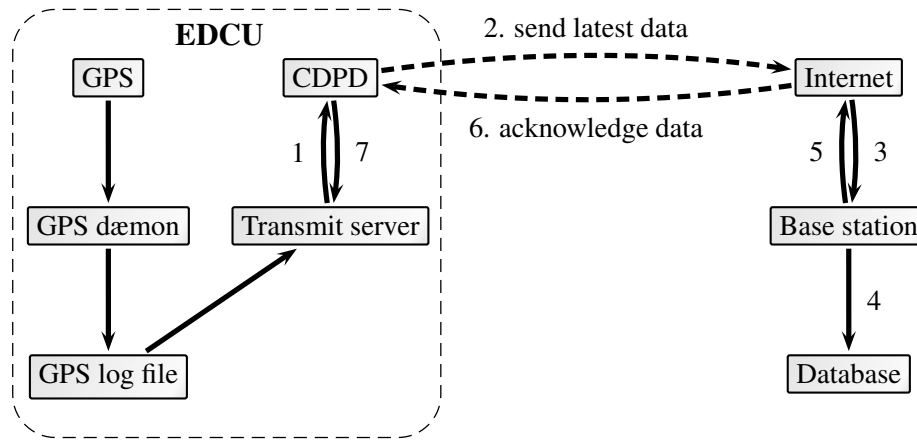 EDCU
2. send latest data
GPS
CDPD
Internet
6. acknowledge data
1
7
5
3
GPS dæmon
Transmit server
Base station
4
GPS log file
Database